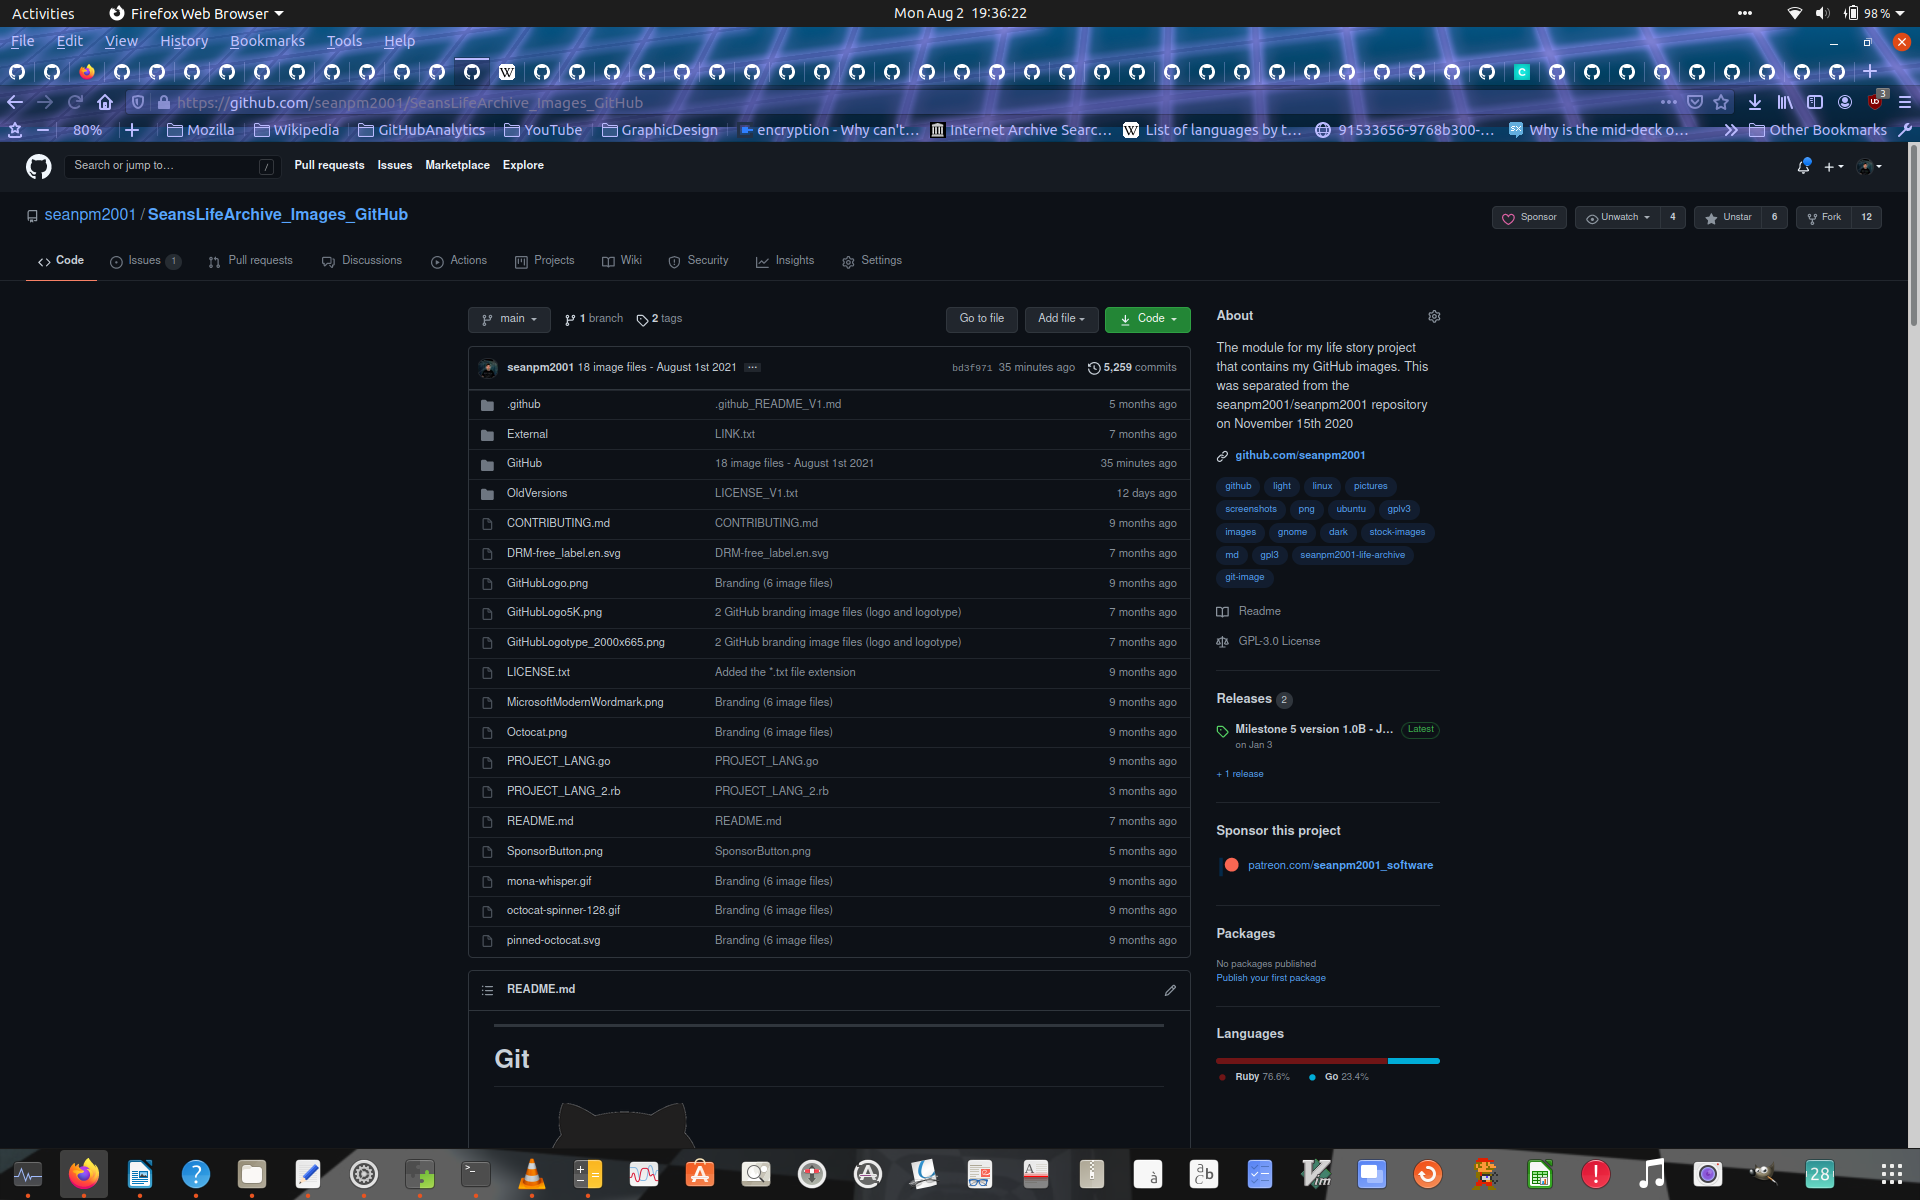 Activities Firefox Web Browser Mon Aug 2 19:36:22 98 %
File Edit View History Bookmarks Tools Help
https://github.com/seanpm2001/SeansLifeArchive_Images_GitHub 3
80% Mozilla Wikipedia GitHubAnalytics YouTube GraphicDesign encryption - Why can't... Internet Archive Searc... List of languages by t... 91533656-9768b300-... Why is the mid-deck o... Other Bookmarks
Search or jump to... / Pull requests Issues Marketplace Explore
seanpm2001 / SeansLifeArchive_Images_GitHub Sponsor Unwatch 4 Unstar 6 Fork 12
Code Issues 1 Pull requests Discussions Actions Projects Wiki Security Insights Settings
main 1 branch 2 tags Go to file Add file Code
seanpm2001 18 image files - August 1st 2021 ... bd3f971 35 minutes ago 5,259 commits
.github .github_README_V1.md 5 months ago
External LINK.txt 7 months ago
GitHub 18 image files - August 1st 2021 35 minutes ago
OldVersions LICENSE_V1.txt 12 days ago
CONTRIBUTING.md CONTRIBUTING.md 9 months ago
DRM-free_label.en.svg DRM-free_label.en.svg 7 months ago
GitHubLogo.png Branding (6 image files) 9 months ago
GitHubLogo5K.png 2 GitHub branding image files (logo and logotype) 7 months ago
GitHubLogotype_2000x665.png 2 GitHub branding image files (logo and logotype) 7 months ago
LICENSE.txt Added the *.txt file extension 9 months ago
MicrosoftModernWordmark.png Branding (6 image files) 9 months ago
Octocat.png Branding (6 image files) 9 months ago
PROJECT_LANG.go PROJECT_LANG.go 9 months ago
PROJECT_LANG_2.rb PROJECT_LANG_2.rb 3 months ago
README.md README.md 7 months ago
SponsorButton.png SponsorButton.png 5 months ago
mona-whisper.gif Branding (6 image files) 9 months ago
octocat-spinner-128.gif Branding (6 image files) 9 months ago
pinned-octocat.svg Branding (6 image files) 9 months ago
README.md
Git
About
The module for my life story project
that contains my GitHub images. This
was separated from the
seanpm2001/seanpm2001 repository
on November 15th 2020
github.com/seanpm2001
github light linux pictures
screenshots png ubuntu gplv3
images gnome dark stock-images
md gpl3 seanpm2001-life-archive
git-image
Readme
GPL-3.0 License
Releases 2
Milestone 5 version 1.0B - J... Latest
on Jan 3
+ 1 release
Sponsor this project
patreon.com/seanpm2001_software
Packages
No packages published
Publish your first package
Languages
Ruby 76.6% Go 23.4%
28